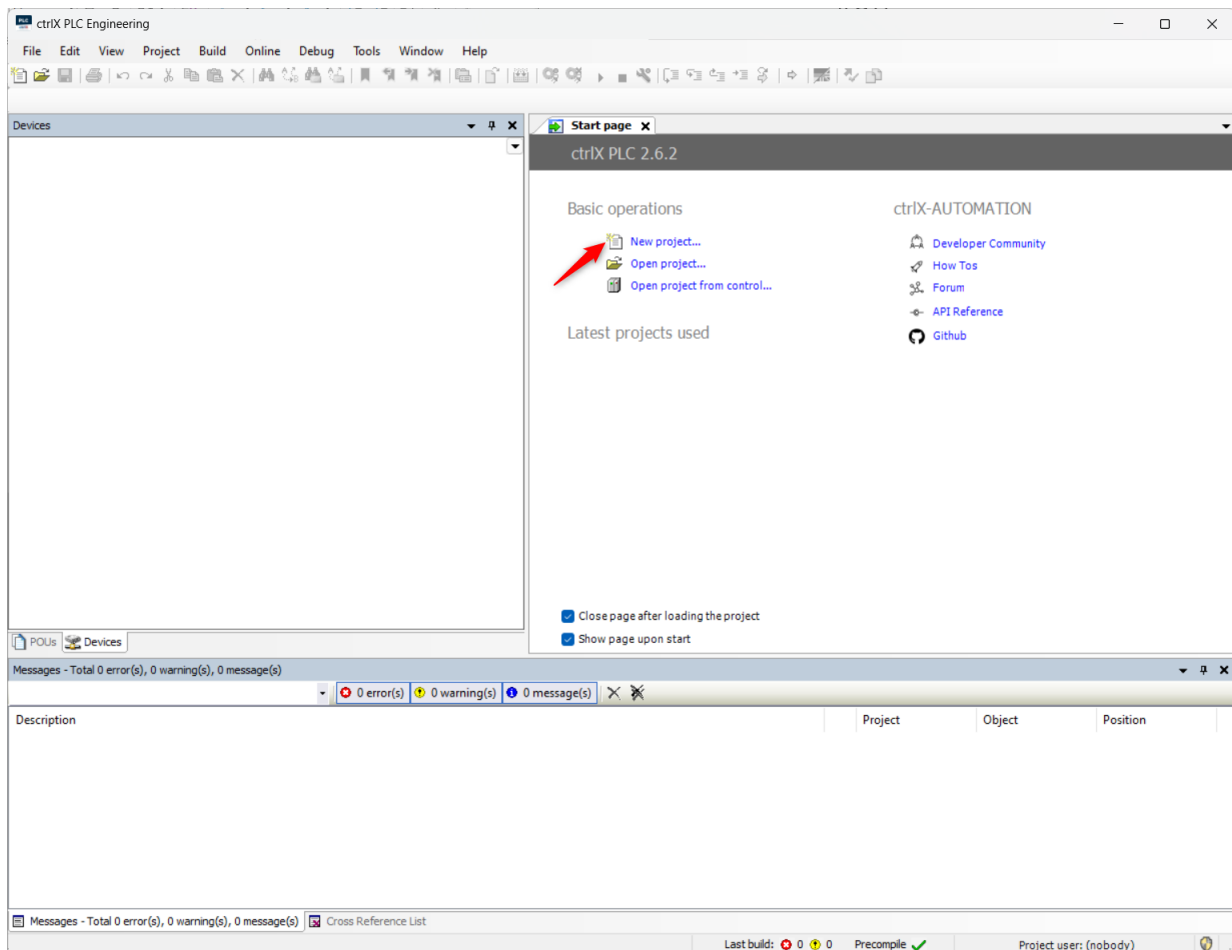 ctrlX PLC Engineering
File Edit View Project Build Online Debug Tools Window Help
Devices
Start page
ctrlX PLC 2.6.2
Basic operations
ctrlX-AUTOMATION
New project...
Developer Community
Open project...
How Tos
Open project from control...
Forum
API Reference
Latest projects used
Github
Close page after loading the project
Show page upon start
POUs Devices
Messages - Total 0 error(s), 0 warning(s), 0 message(s)
0 error(s) 0 warning(s) 0 message(s)
Description Project Object Position
Messages - Total 0 error(s), 0 warning(s), 0 message(s) Cross Reference List
Last build: 0 0 Precompile Project user: (nobody)